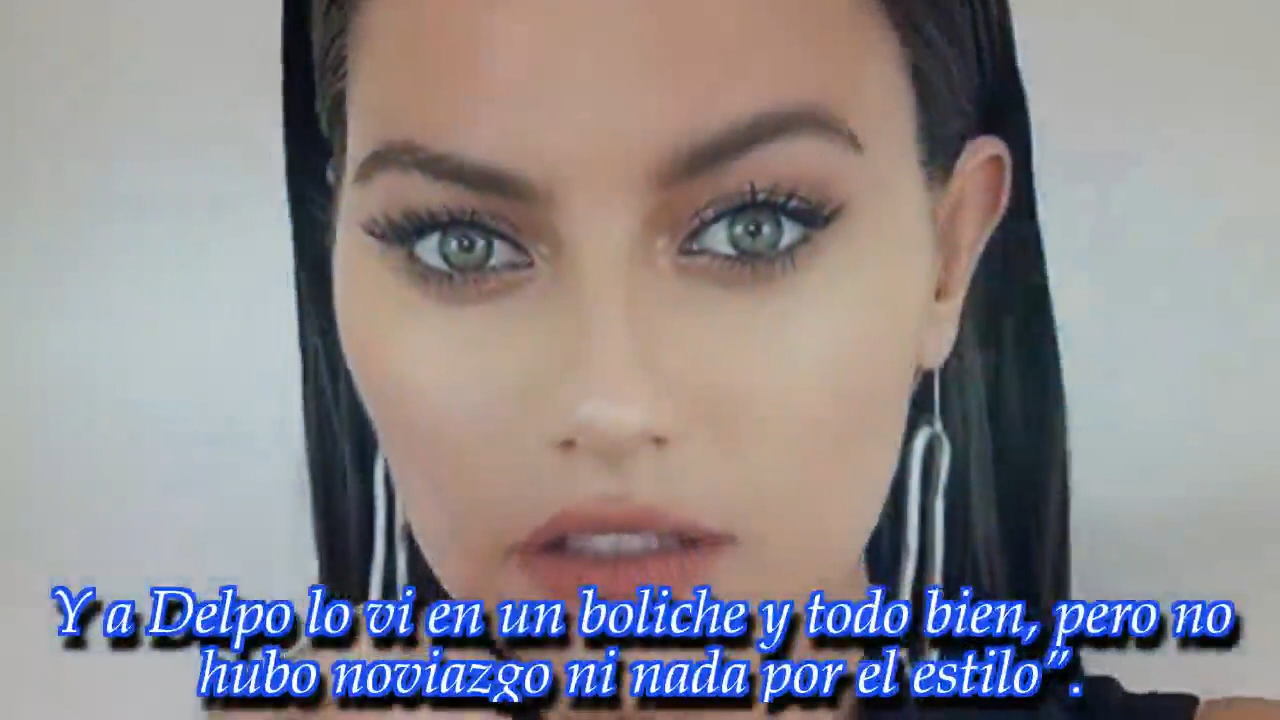 Y a Delpo lo vi en un boliche y todo bien, pero no
hubo noviazgo ni nada por el estilo”.